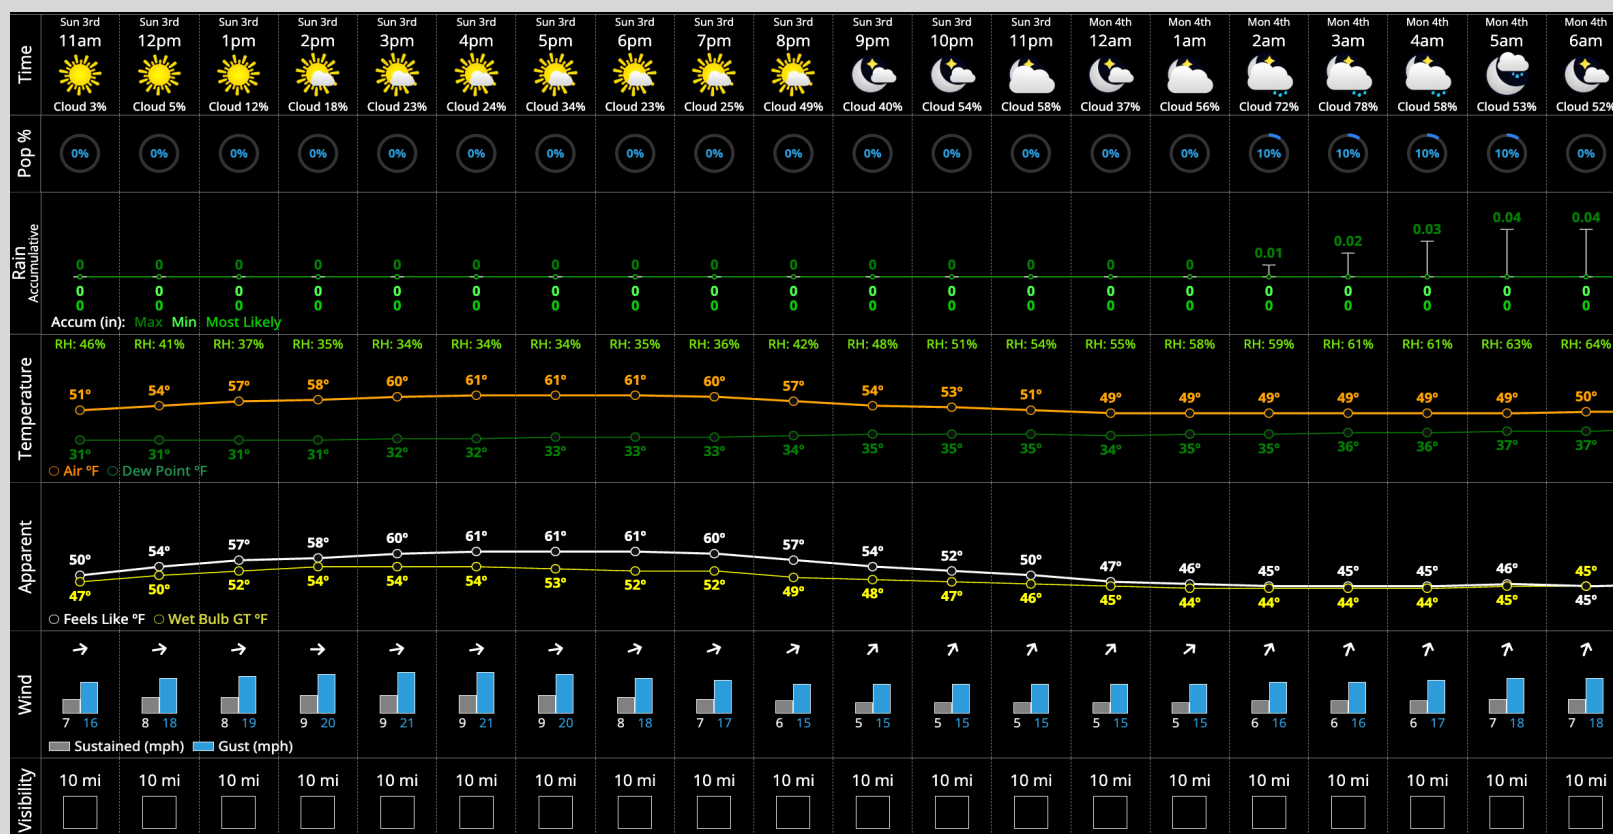 Sun 3rd Sun 3rd Sun 3rd Sun 3rd Sun 3rd Sun 3rd Sun 3rd Sun 3rd Sun 3rd Sun 3rd Sun 3rd Sun 3rd Sun 3rd Mon 4th Mon 4th Mon 4th Mon 4th Mon 4th Mon 4th Mon 4th
Time 11am 12pm 1pm 2pm 3pm 4pm 5pm 6pm 7pm 8pm 9pm 10pm 11pm 12am 1am 2am 3am 4am 5am 6am
Cloud 3% Cloud 5% Cloud 12% Cloud 18% Cloud 23% Cloud 24% Cloud 34% Cloud 23% Cloud 25% Cloud 49% Cloud 40% Cloud 54% Cloud 58% Cloud 37% Cloud 56% Cloud 72% Cloud 78% Cloud 58% Cloud 53% Cloud 52%
Pop % 0% 0% 0% 0% 0% 0% 0% 0% 0% 0% 0% 0% 0% 0% 0% 10% 10% 10% 10% 0%
Rain
Accumulative
0 0 0 0 0 0 0 0 0 0 0 0 0 0 0 0.01 0.02 0.03 0.04 0.04
0 0 0 0 0 0 0 0 0 0 0 0 0 0 0 0 0 0 0 0
0 0 0 0 0 0 0 0 0 0 0 0 0 0 0 0 0 0 0 0
Accum (in): Max Min Most Likely
Temperature
RH: 46% RH: 41% RH: 37% RH: 35% RH: 34% RH: 34% RH: 34% RH: 35% RH: 36% RH: 42% RH: 48% RH: 51% RH: 54% RH: 55% RH: 58% RH: 59% RH: 61% RH: 61% RH: 63% RH: 64%
51° 54° 57° 58° 60° 61° 61° 61° 60° 57° 54° 53° 51° 49° 49° 49° 49° 49° 49° 50°
31° 31° 31° 31° 32° 32° 33° 33° 33° 34° 35° 35° 35° 34° 35° 35° 36° 36° 37° 37°
Air ºF Dew Point ºF
Apparent
50° 54° 57° 58° 60° 61° 61° 61° 60° 57° 54° 52° 50° 47° 46° 45° 45° 45° 46° 45°
47° 50° 52° 54° 54° 54° 53° 52° 52° 49° 48° 47° 46° 45° 44° 44° 44° 44° 45° 45°
Feels Like ºF Wet Bulb GT ºF
Wind
7 16 8 18 8 19 9 20 9 21 9 21 9 20 8 18 7 17 6 15 5 15 5 15 5 15 5 15 5 15 6 16 6 16 6 17 7 18 7 18
Sustained (mph) Gust (mph)
Visibility
10 mi 10 mi 10 mi 10 mi 10 mi 10 mi 10 mi 10 mi 10 mi 10 mi 10 mi 10 mi 10 mi 10 mi 10 mi 10 mi 10 mi 10 mi 10 mi 10 mi